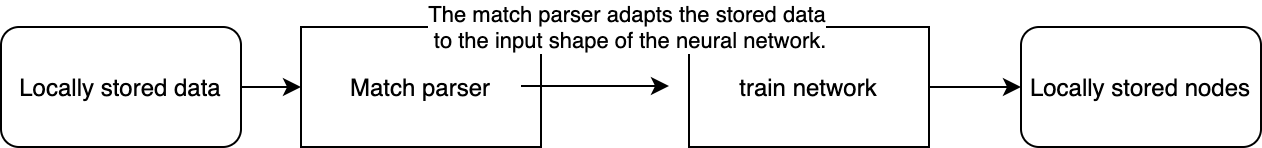 The match parser adapts the stored data
to the input shape of the neural network.
Locally stored data
Match parser
train network
Locally stored nodes